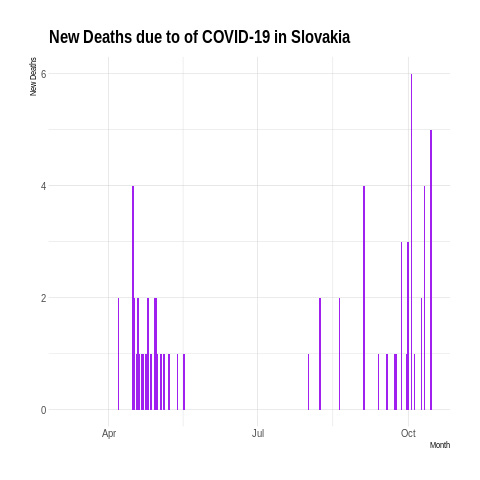 New Deaths due to of COVID-19 in Slovakia
New Deaths
6
4
2
0
Apr
Jul
Oct
Month